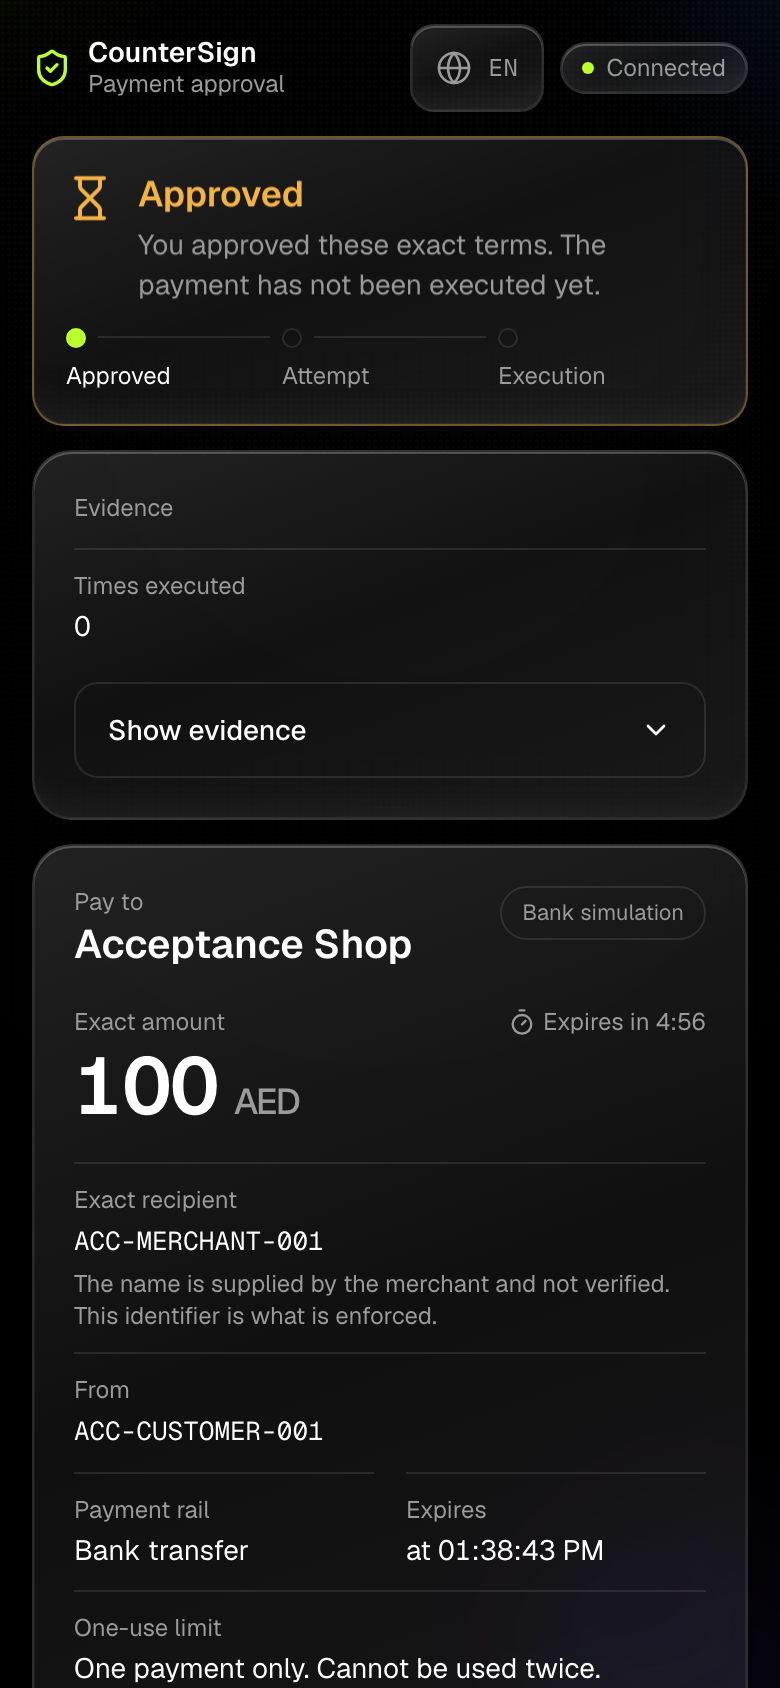 CounterSign
Payment approval
EN
Connected
Approved
You approved these exact terms. The
payment has not been executed yet.
Approved
Attempt
Execution
Evidence
Times executed
0
Show evidence
Pay to
Bank simulation
Acceptance Shop
Exact amount
Expires in 4:56
100 AED
Exact recipient
ACC-MERCHANT-001
The name is supplied by the merchant and not verified.
This identifier is what is enforced.
From
ACC-CUSTOMER-001
Payment rail
Bank transfer
Expires
at 01:38:43 PM
One-use limit
One payment only. Cannot be used twice.